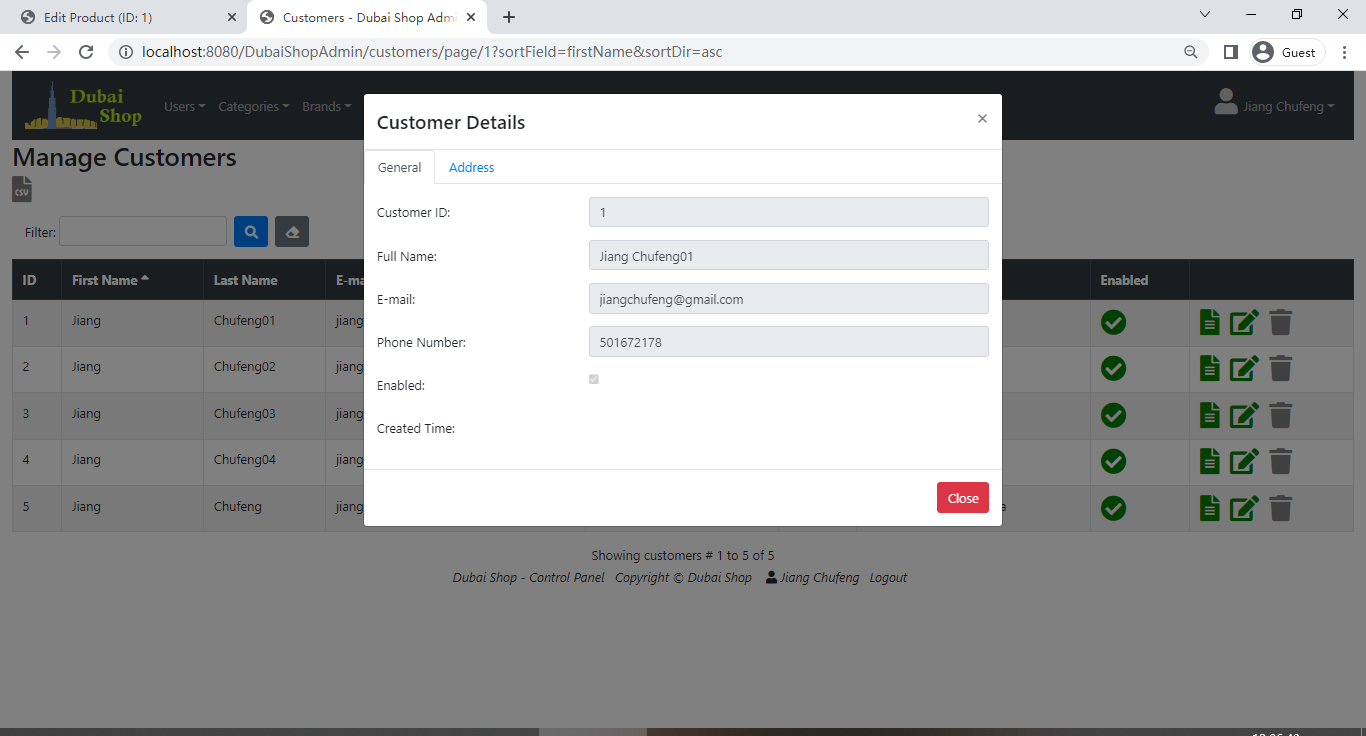 Edit Product (ID: 1)
Customers - Dubai Shop Admi
localhost:8080/DubaiShopAdmin/customers/page/1?sortField=firstName&sortDir=asc
Guest
Dubai
Shop
Users Categories Brands
Jiang Chufeng
Manage Customers
CSV
Filter:
ID First Name Last Name E-ma Enabled
1 Jiang Chufeng01 jiang
2 Jiang Chufeng02 jiang
3 Jiang Chufeng03 jiang
4 Jiang Chufeng04 jiang
5 Jiang Chufeng jiang a
Customer Details
General Address
Customer ID: 1
Full Name: Jiang Chufeng01
E-mail: jiangchufeng@gmail.com
Phone Number: 501672178
Enabled:
Created Time:
Close
Showing customers # 1 to 5 of 5
Dubai Shop - Control Panel Copyright © Dubai Shop Jiang Chufeng Logout